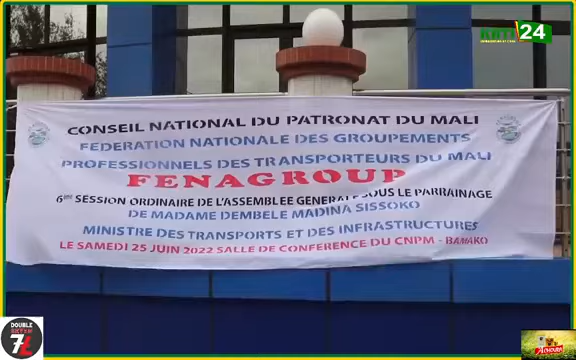 CONSEIL NATIONAL DU PATRONAT DU MALI
FEDERATION NATIONALE DES GROUPEMENTS
PROFESSIONNELS DES TRANSPORTEURS DU MALI
FENAGROUP
6ème SESSION ORDINAIRE DE L'ASSEMBLEE GENERALE SOUS LE PARRAINAGE
DE MADAME DEMBELE MADINA SISSOKO
MINISTRE DES TRANSPORTS ET DES INFRASTRUCTURES
LE SAMEDI 25 JUIN 2022 SALLE DE CONFERENCE DU CNPM - BAMAKO
24
DOUBLE
7